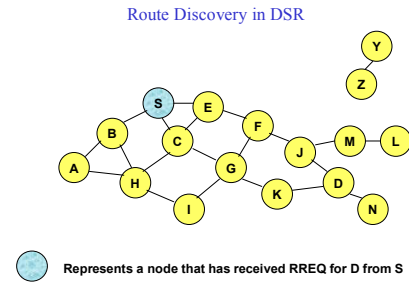 Route Discovery in DSR
Y
Z
S
E
B
F
C
J
M
L
A
H
G
K
D
I
N
Represents a node that has received RREQ for D from S